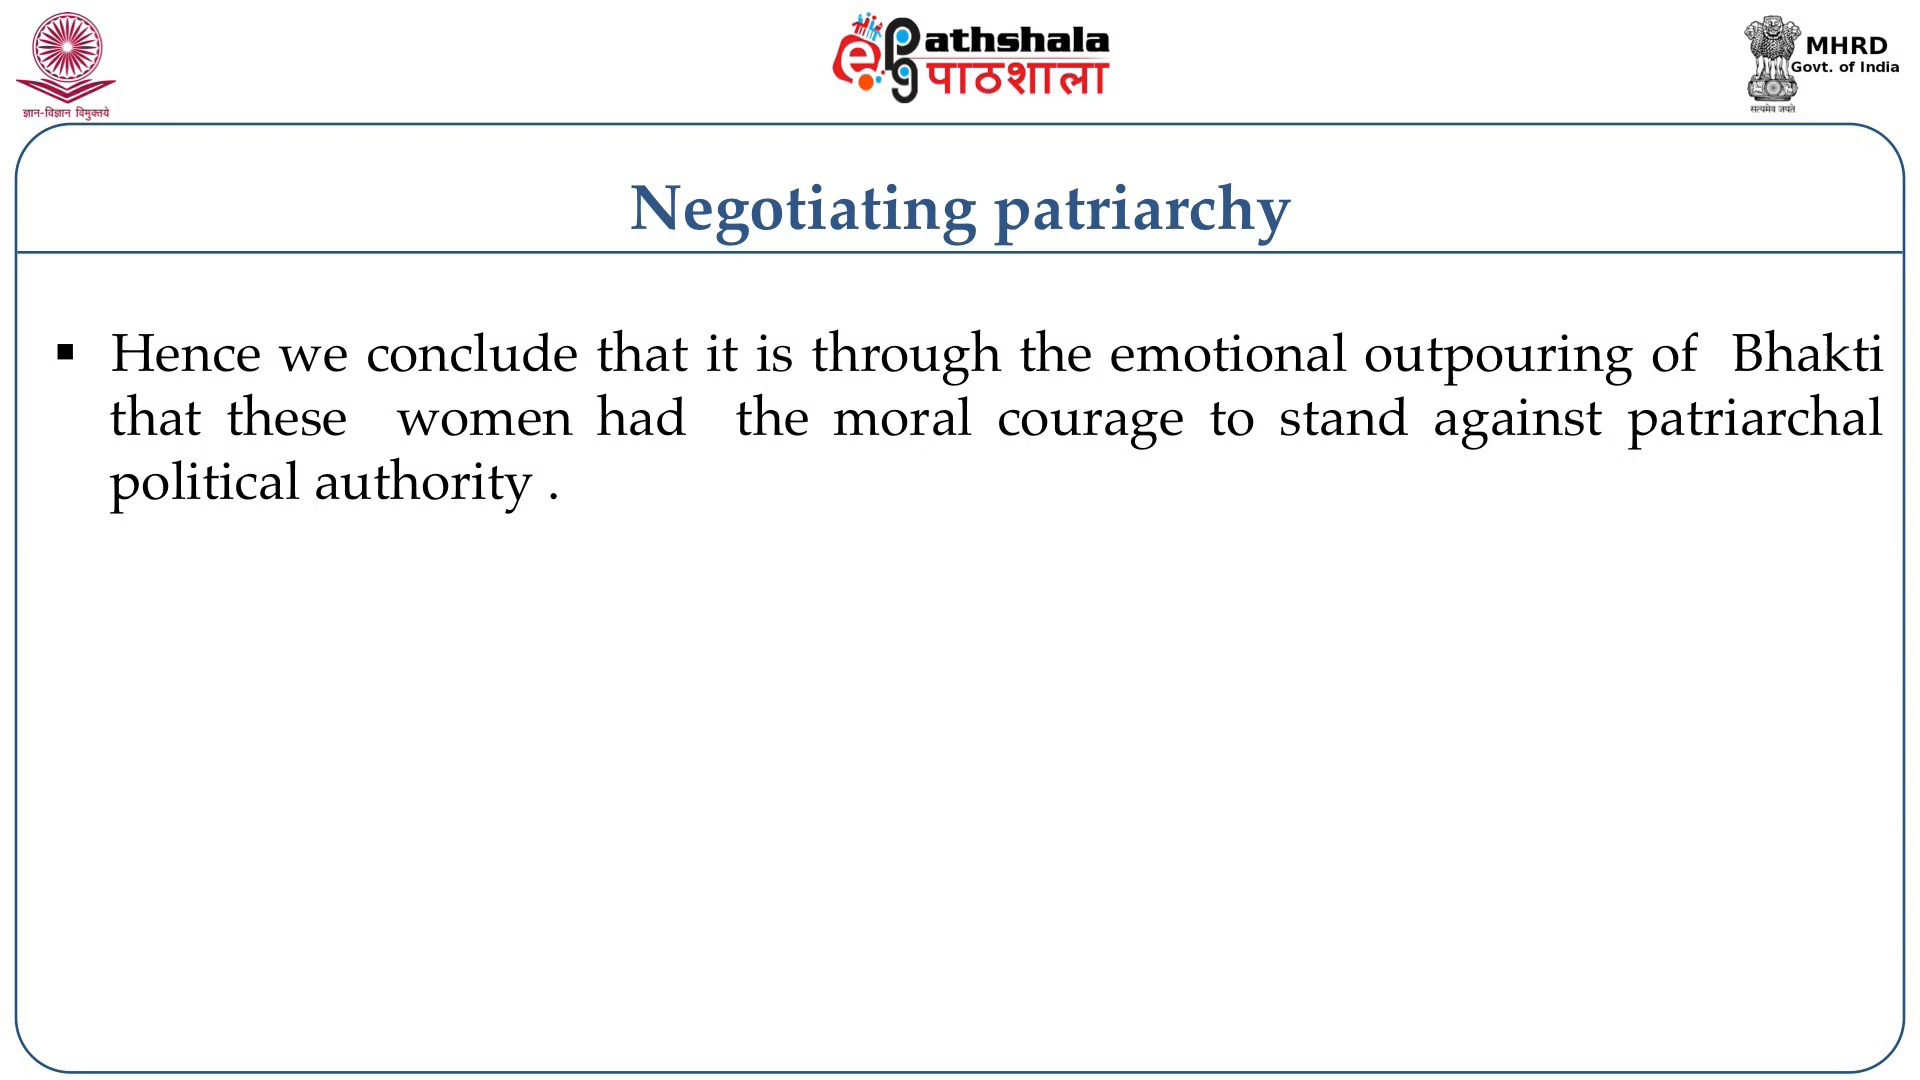 ज्ञान-विज्ञान विमुक्तये
e pg Pathshala
पाठशाला
MHRD
Govt. of India
सत्यमेव जयते
Negotiating patriarchy
▪ Hence we conclude that it is through the emotional outpouring of Bhakti
that these women had the moral courage to stand against patriarchal
political authority .